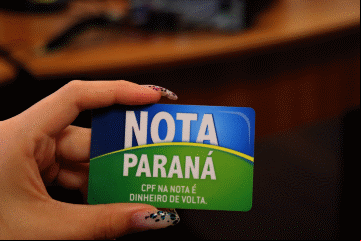 NOTA
PARANÁ
CPF NA NOTA É
DINHEIRO DE VOLTA.